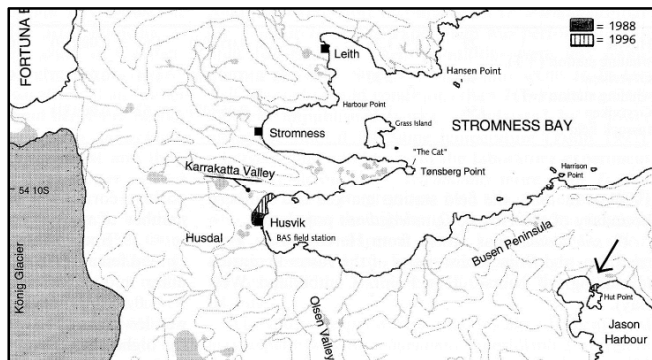 = 1988
= 1996
FORTUNA B
Leith
Hansen Point
Harbour Point
Grass Island
STROMNESS BAY
Stromness
"The Cat"
Karrakatta Valley
Tønsberg Point
Harrison
Point
54 10S
Husvik
Husdal
BAS field station
Busen Peninsula
König Glacier
Olsen Valley
Hut Point
Jason
Harbour